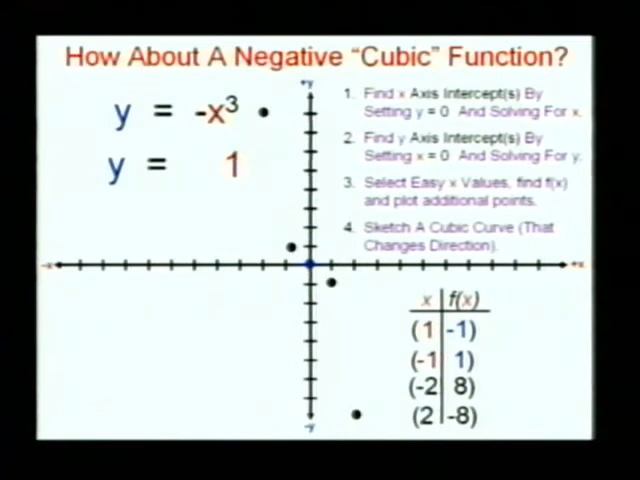 How About A Negative “Cubic” Function?
y = -x³
y = 1
1. Find x Axis Intercept(s) By
Setting y = 0 And Solving For x.
2. Find y Axis Intercept(s) By
Setting x = 0 And Solving For y.
3. Select Easy x Values, find f(x)
and plot additional points.
4. Sketch A Cubic Curve (That
Changes Direction).
+y
-x
+x
x f(x)
(1 -1)
(-1 1)
(-2 8)
(2 -8)
-y